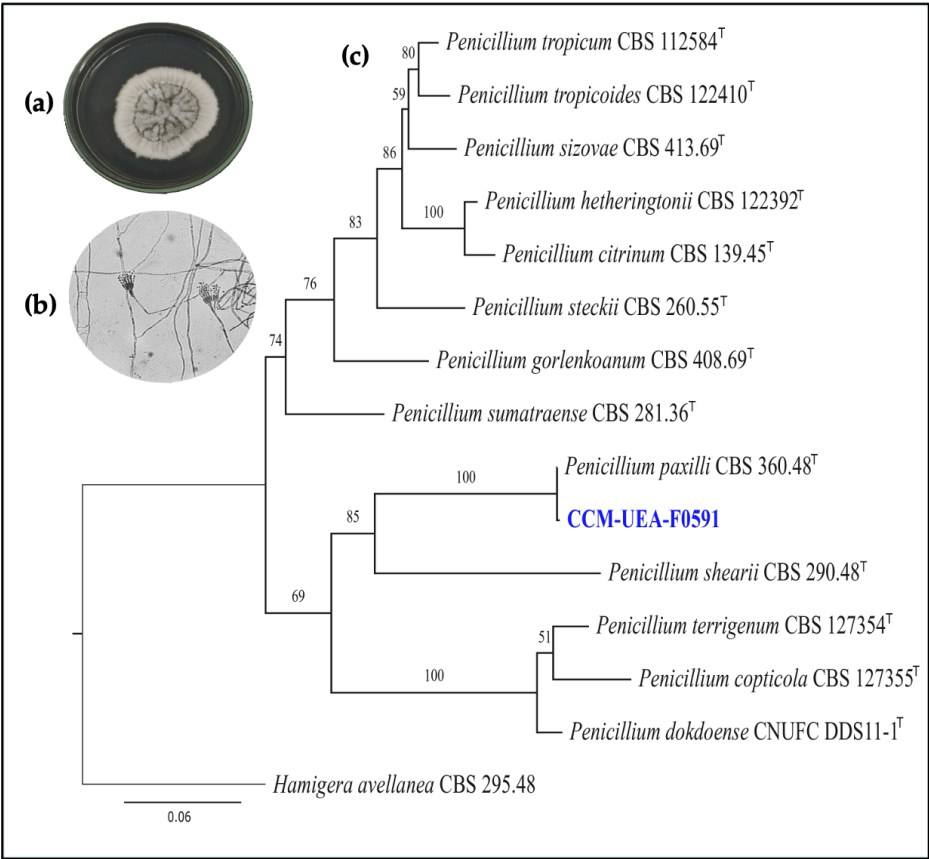 (a)
(b)
(c)
Penicillium tropicum CBS 112584ᵀ
80
Penicillium tropicoides CBS 122410ᵀ
59
Penicillium sizovae CBS 413.69ᵀ
86
Penicillium hetheringtonii CBS 122392ᵀ
100
Penicillium citrinum CBS 139.45ᵀ
83
Penicillium steckii CBS 260.55ᵀ
76
Penicillium gorlenkoanum CBS 408.69ᵀ
74
Penicillium sumatraense CBS 281.36ᵀ
Penicillium paxilli CBS 360.48ᵀ
100
CCM-UEA-F0591
85
Penicillium shearii CBS 290.48ᵀ
69
Penicillium terrigenum CBS 127354ᵀ
51
Penicillium copticola CBS 127355ᵀ
100
Penicillium dokdoense CNUFC DDS11-1ᵀ
Hamigera avellanea CBS 295.48
0.06